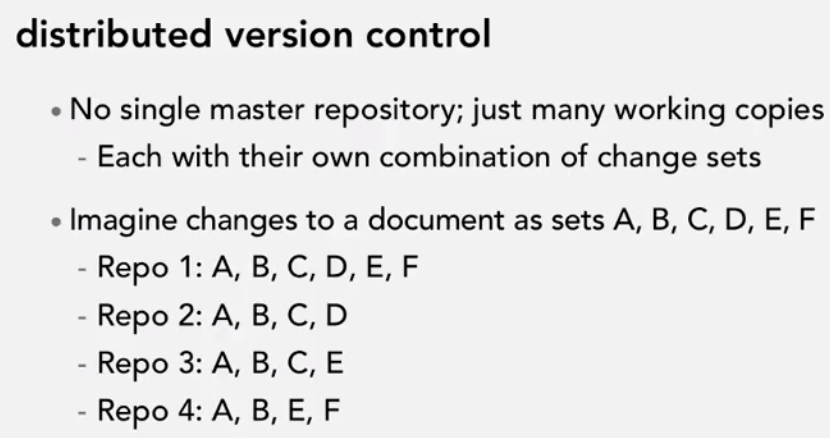 distributed version control
• No single master repository; just many working copies
- Each with their own combination of change sets
• Imagine changes to a document as sets A, B, C, D, E, F
- Repo 1: A, B, C, D, E, F
- Repo 2: A, B, C, D
- Repo 3: A, B, C, E
- Repo 4: A, B, E, F